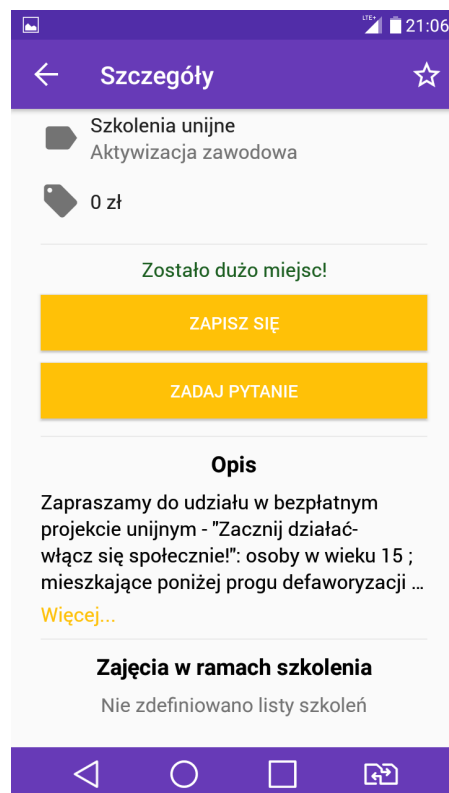 LTE+ 21:06
Szczegóły
Szkolenia unijne
Aktywizacja zawodowa
0 zł
Zostało dużo miejsc!
ZAPISZ SIĘ
ZADAJ PYTANIE
Opis
Zapraszamy do udziału w bezpłatnym
projekcie unijnym - "Zacznij działać-
włącz się społecznie!": osoby w wieku 15 ;
mieszkające poniżej progu defaworyzacji ...
Więcej...
Zajęcia w ramach szkolenia
Nie zdefiniowano listy szkoleń